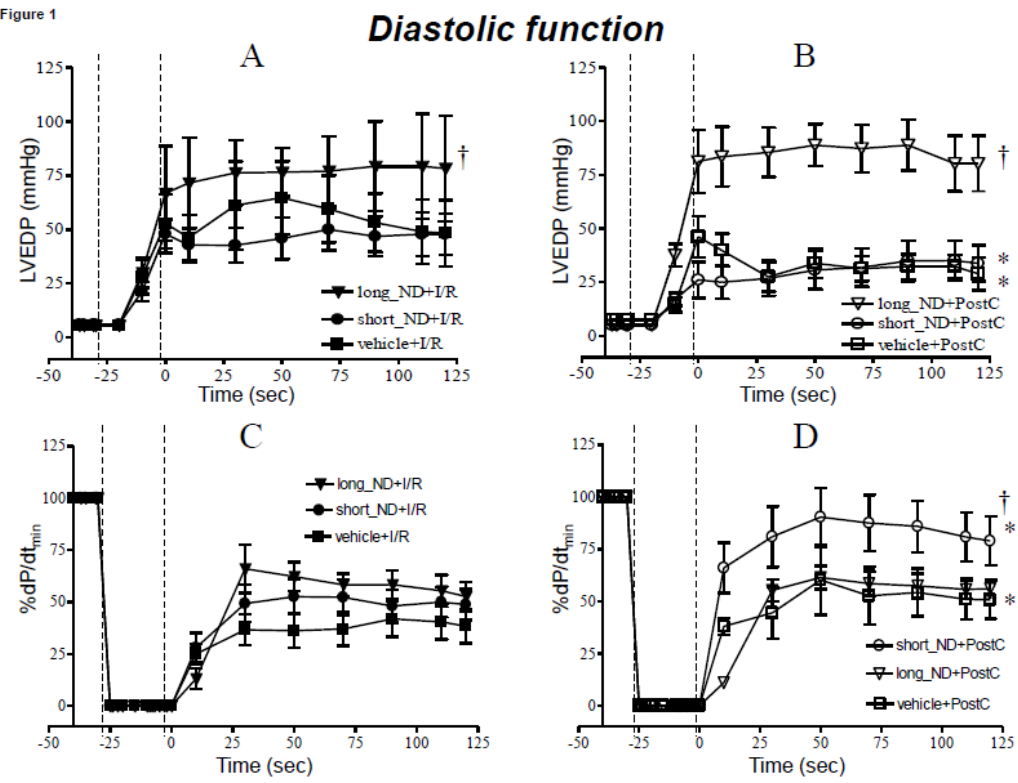 Figure 1
Diastolic function
A
125
100
75
50
25
0
LVEDP (mmHg)
†
long_ND+I/R
short_ND+I/R
vehicle+I/R
-50 -25 0 25 50 75 100 125
Time (sec)
B
125
100
75
50
25
0
LVEDP (mmHg)
†
*
*
long_ND+PostC
short_ND+PostC
vehicle+PostC
-50 -25 0 25 50 75 100 125
Time (sec)
C
125
100
75
50
25
0
%dP/dtmin
long_ND+I/R
short_ND+I/R
vehicle+I/R
-50 -25 0 25 50 75 100 125
Time (sec)
D
125
100
75
50
25
0
%dP/dtmin
†
*
*
short_ND+PostC
long_ND+PostC
vehicle+PostC
-50 -25 0 25 50 75 100 125
Time (sec)